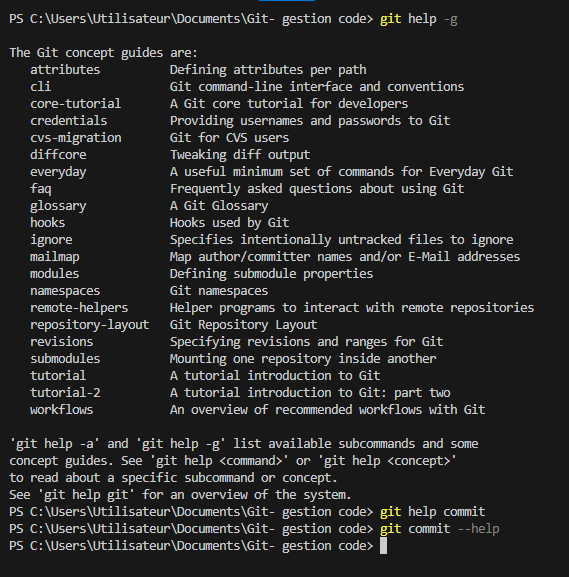 PS C:\Users\Utilisateur\Documents\Git- gestion code> git help -g
The Git concept guides are:
attributes Defining attributes per path
cli Git command-line interface and conventions
core-tutorial A Git core tutorial for developers
credentials Providing usernames and passwords to Git
cvs-migration Git for CVS users
diffcore Tweaking diff output
everyday A useful minimum set of commands for Everyday Git
faq Frequently asked questions about using Git
glossary A Git Glossary
hooks Hooks used by Git
ignore Specifies intentionally untracked files to ignore
mailmap Map author/committer names and/or E-Mail addresses
modules Defining submodule properties
namespaces Git namespaces
remote-helpers Helper programs to interact with remote repositories
repository-layout Git Repository Layout
revisions Specifying revisions and ranges for Git
submodules Mounting one repository inside another
tutorial A tutorial introduction to Git
tutorial-2 A tutorial introduction to Git: part two
workflows An overview of recommended workflows with Git
'git help -a' and 'git help -g' list available subcommands and some
concept guides. See 'git help <command>' or 'git help <concept>'
to read about a specific subcommand or concept.
See 'git help git' for an overview of the system.
PS C:\Users\Utilisateur\Documents\Git- gestion code> git help commit
PS C:\Users\Utilisateur\Documents\Git- gestion code> git commit --help
PS C:\Users\Utilisateur\Documents\Git- gestion code>